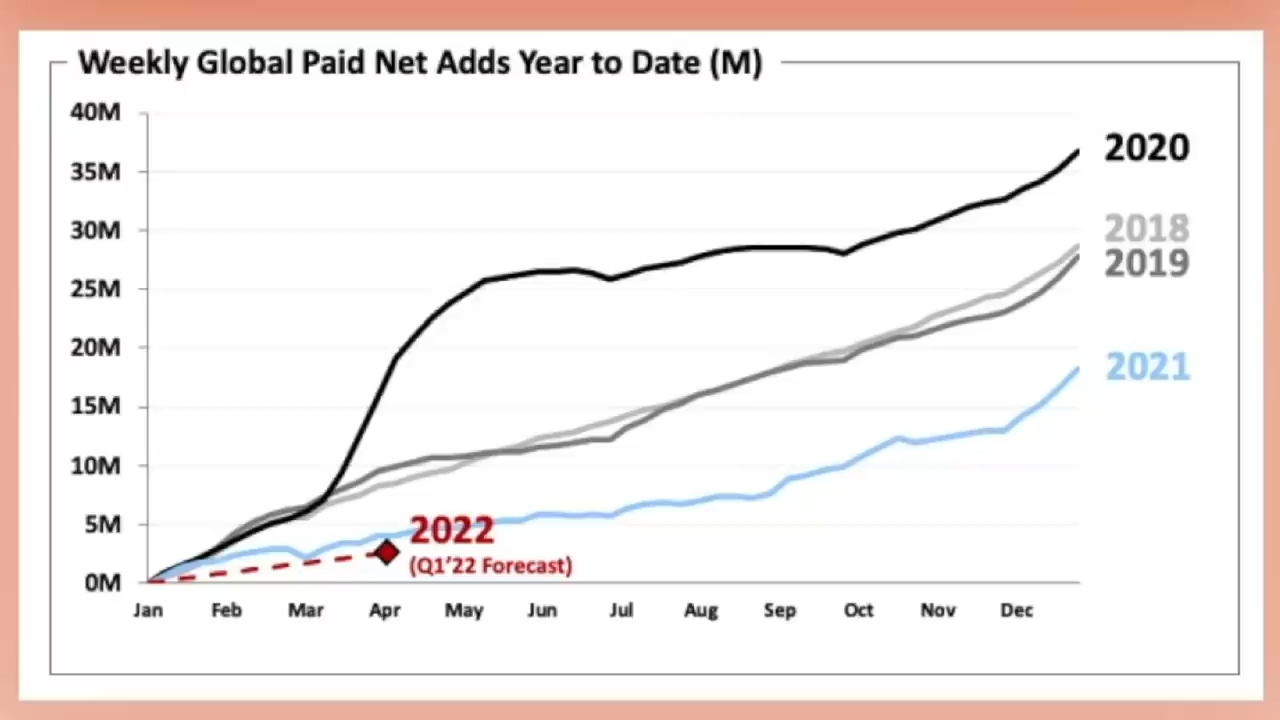 Weekly Global Paid Net Adds Year to Date (M)
40M
35M
30M
25M
20M
15M
10M
5M
0M
2020
2018
2019
2021
2022
(Q1'22 Forecast)
Jan Feb Mar Apr May Jun Jul Aug Sep Oct Nov Dec